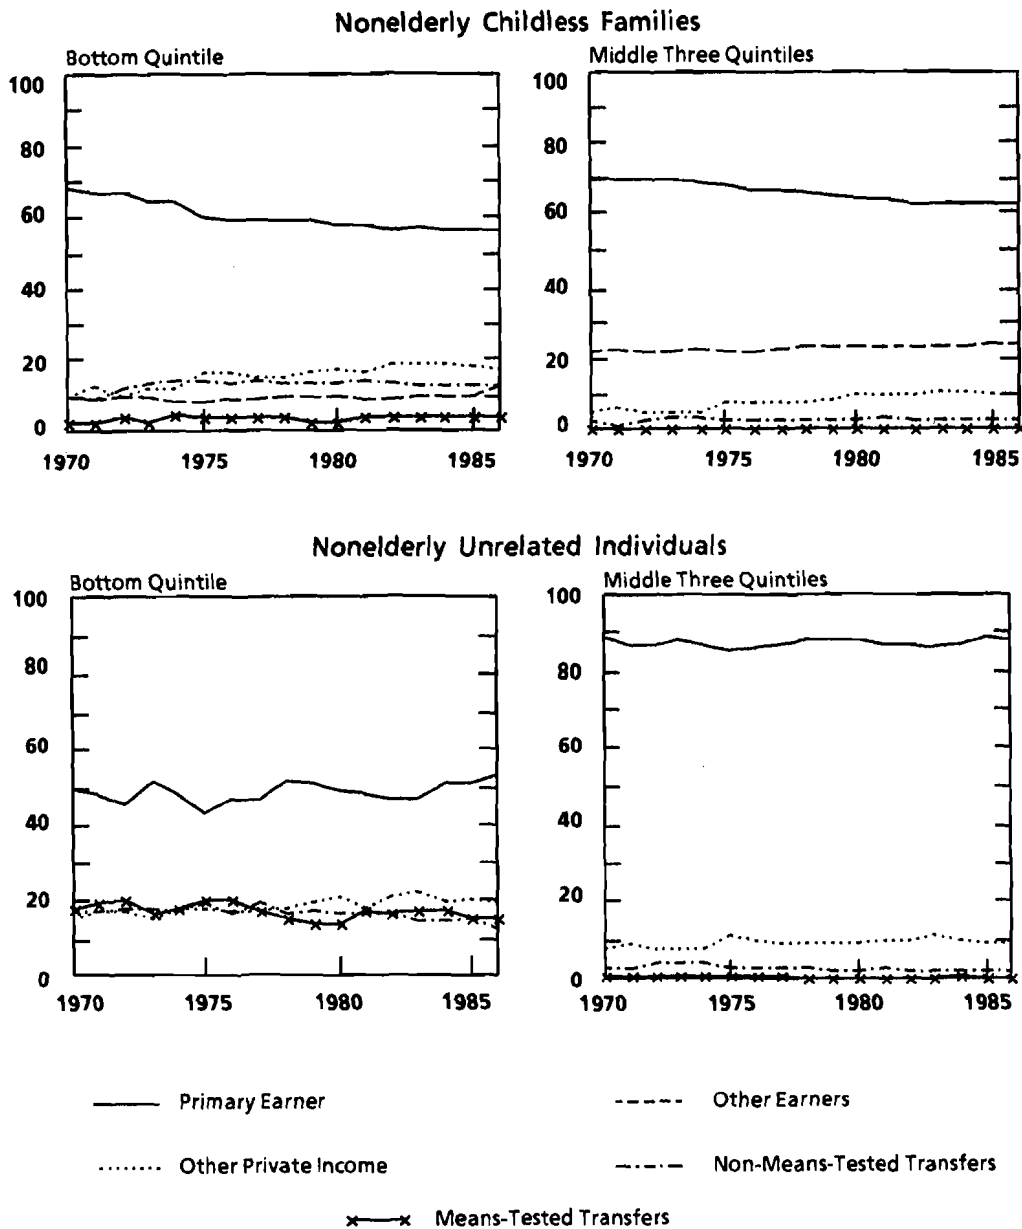 Nonelderly Childless Families
Bottom Quintile
Middle Three Quintiles
100
80
60
40
20
0
1970 1975 1980 1985
100
80
60
40
20
0
1970 1975 1980 1985
Nonelderly Unrelated Individuals
Bottom Quintile
Middle Three Quintiles
100
80
60
40
20
0
1970 1975 1980 1985
100
80
60
40
20
0
1970 1975 1980 1985
Primary Earner
Other Earners
Other Private Income
Non-Means-Tested Transfers
Means-Tested Transfers